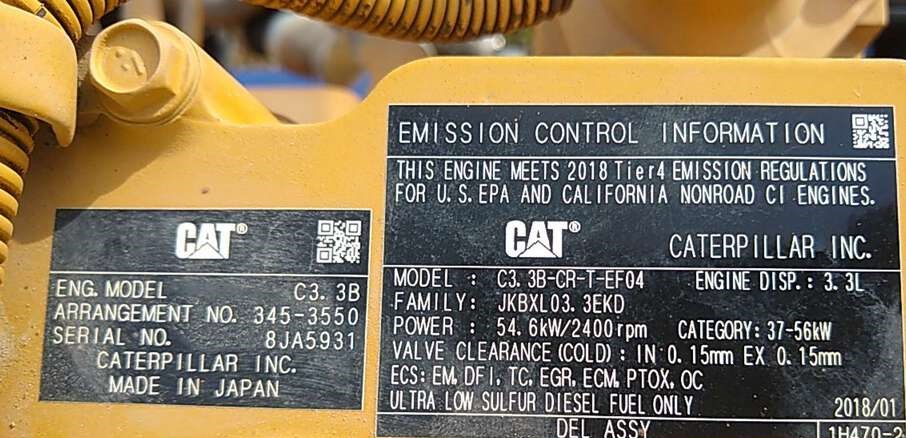 CAT®
ENG. MODEL C3.3B
ARRANGEMENT NO. 345-3550
SERIAL NO. 8JA5931
CATERPILLAR INC.
MADE IN JAPAN
EMISSION CONTROL INFORMATION
THIS ENGINE MEETS 2018 Tier4 EMISSION REGULATIONS
FOR U.S.EPA AND CALIFORNIA NONROAD CI ENGINES.
CAT® CATERPILLAR INC.
MODEL : C3.3B-CR-T-EF04 ENGINE DISP.: 3.3L
FAMILY: JKBXL03.3EKD
POWER : 54.6kW/2400rpm CATEGORY: 37-56kW
VALVE CLEARANCE(COLD) : IN 0.15mm EX 0.15mm
ECS: EM, DFI, TC, EGR, ECM, PTOX, OC
ULTRA LOW SULFUR DIESEL FUEL ONLY 2018/01
DEL ASSY 1H470-2